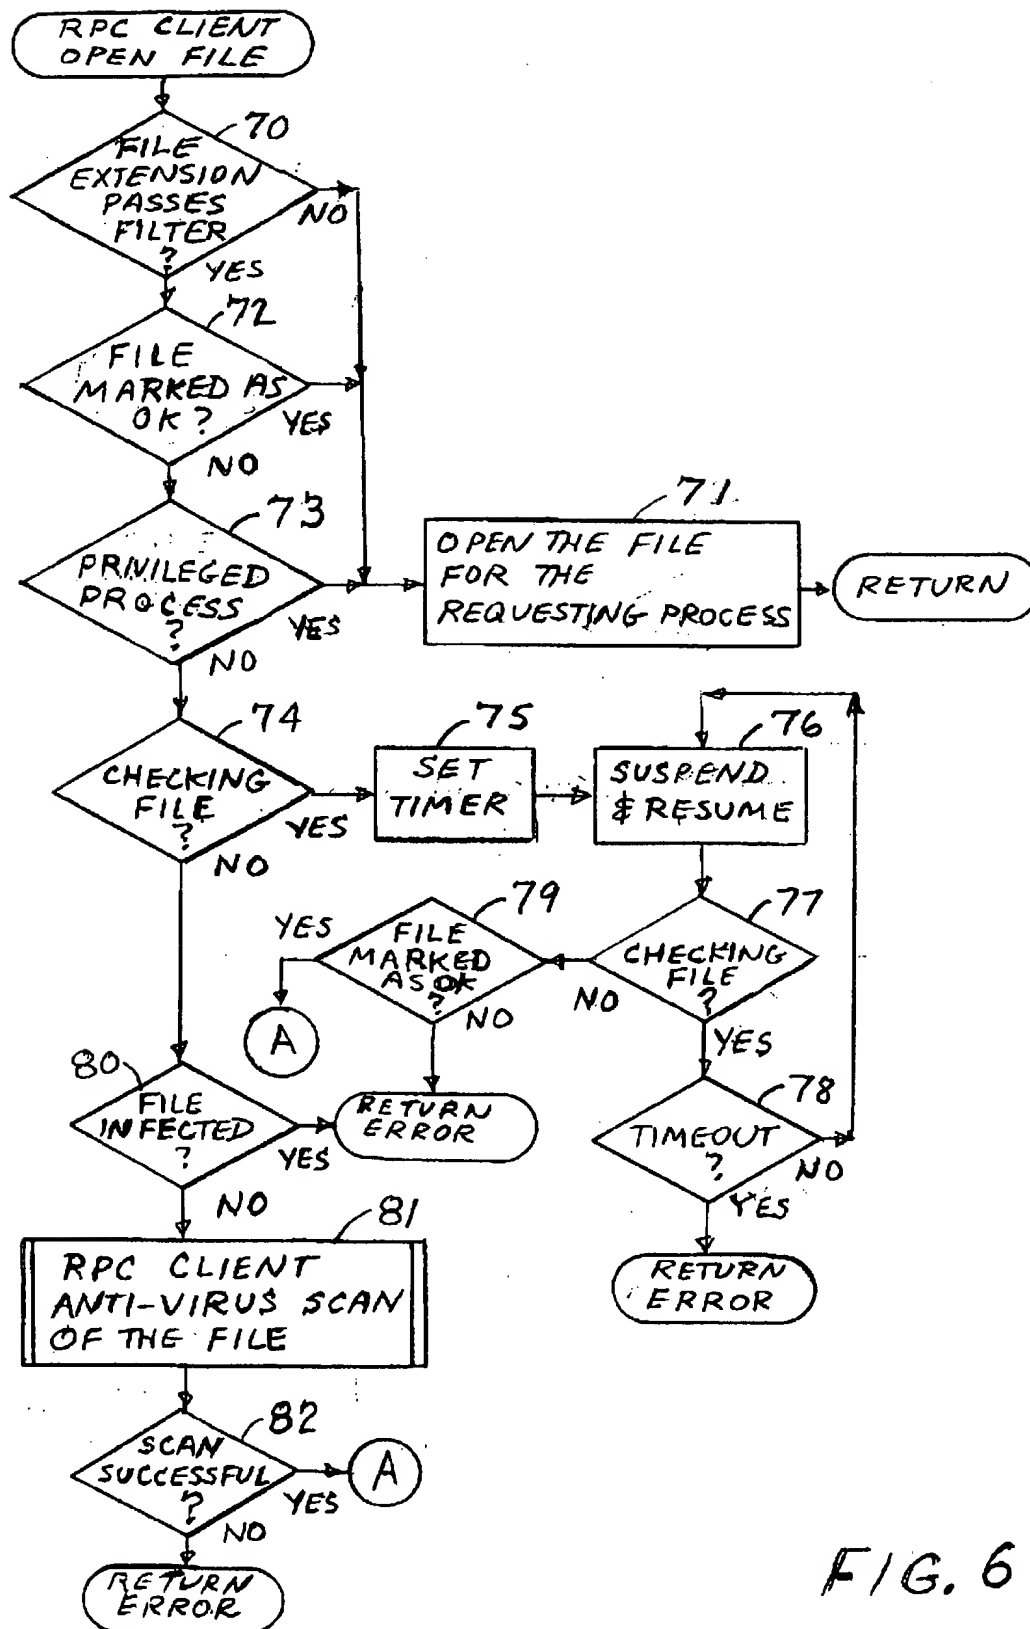 RPC CLIENT
OPEN FILE
70
FILE
EXTENSION
PASSES
FILTER
?
NO
YES
72
FILE
MARKED AS
OK?
YES
NO
73
PRIVILEGED
PROCESS
?
YES
NO
71
OPEN THE FILE
FOR THE
REQUESTING PROCESS
RETURN
74
CHECKING
FILE
?
YES
NO
75
SET
TIMER
76
SUSPEND
& RESUME
77
CHECKING
FILE
?
NO
YES
79
FILE
MARKED
AS OK
?
YES
NO
A
RETURN
ERROR
78
TIMEOUT
?
NO
YES
RETURN
ERROR
80
FILE
INFECTED
?
YES
NO
81
RPC CLIENT
ANTI-VIRUS SCAN
OF THE FILE
82
SCAN
SUCCESSFUL
?
YES
A
NO
RETURN
ERROR
FIG. 6